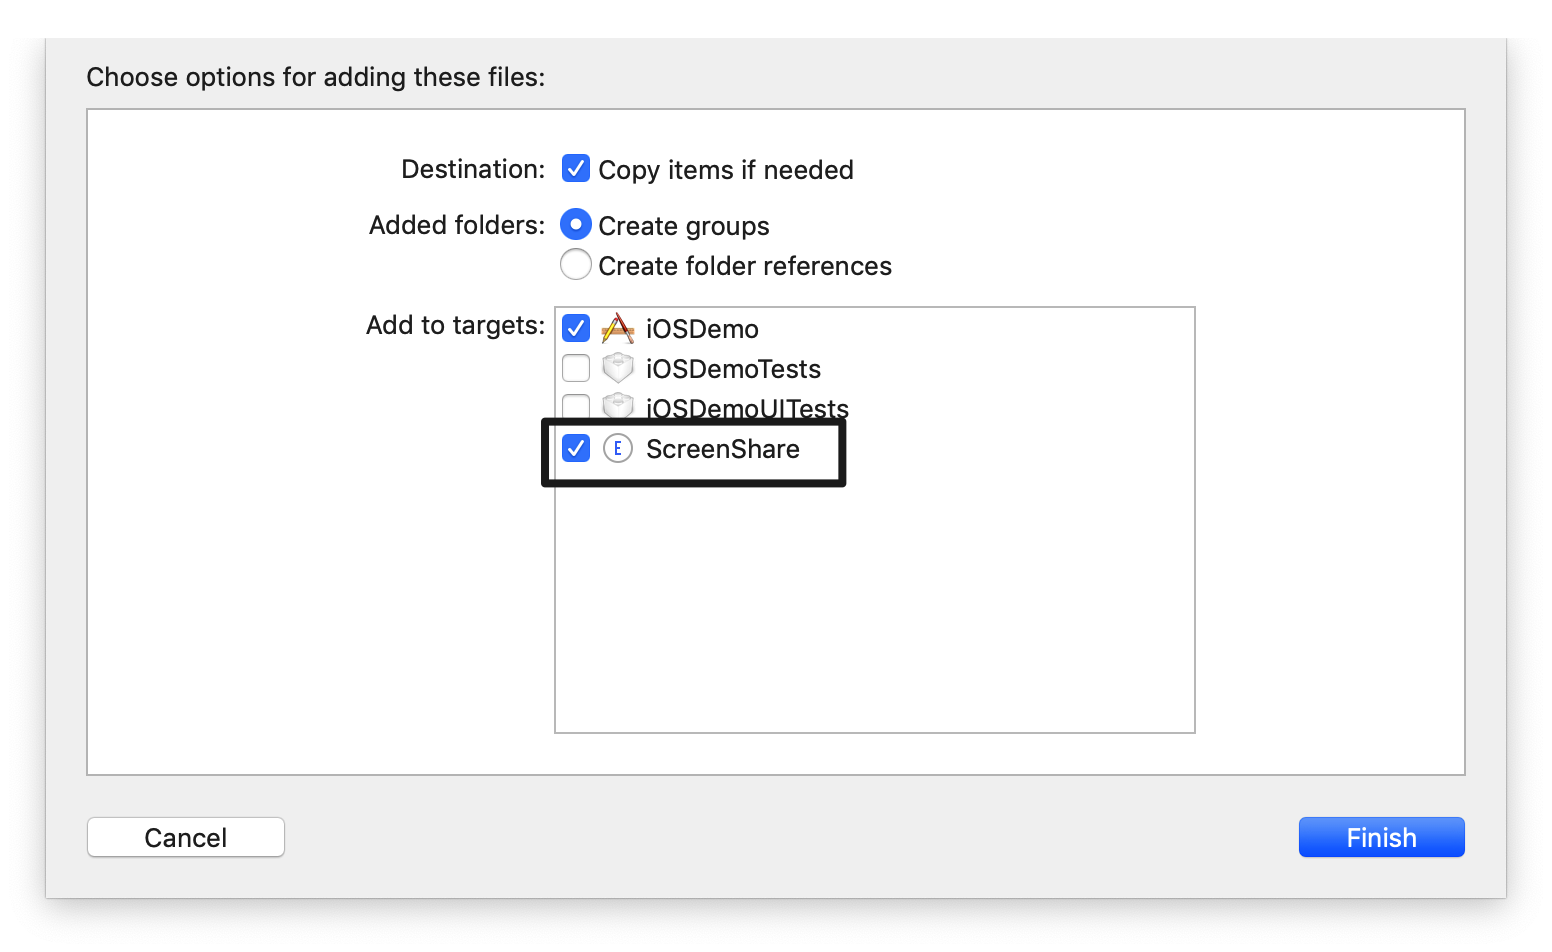 Choose options for adding these files:
Destination: Copy items if needed
Added folders: Create groups
Create folder references
Add to targets: iOSDemo
iOSDemoTests
iOSDemoUITests
E ScreenShare
Cancel Finish